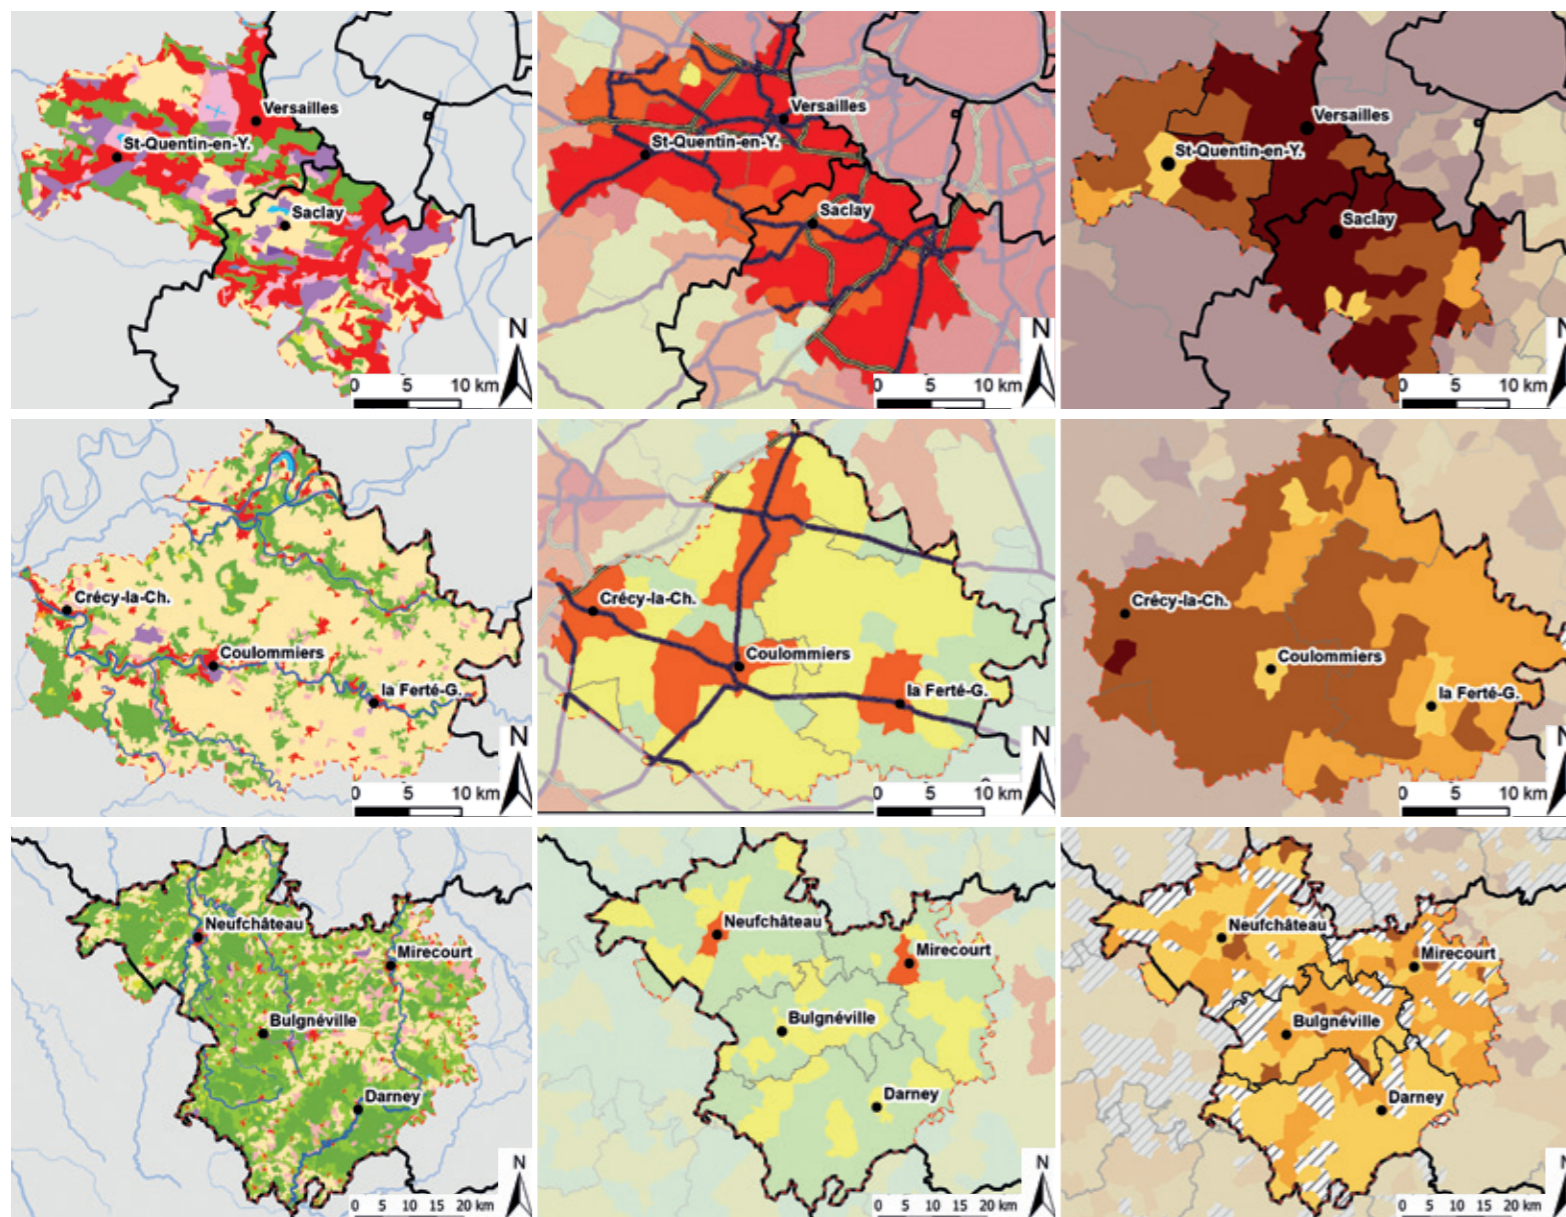 Versailles
St-Quentin-en-Y.
Saclay
N
0 5 10 km
Versailles
St-Quentin-en-Y.
Saclay
N
0 5 10 km
Versailles
St-Quentin-en-Y.
Saclay
N
0 5 10 km
Crécy-la-Ch.
Coulommiers
la Ferté-G.
N
0 5 10 km
Crécy-la-Ch.
Coulommiers
la Ferté-G.
N
0 5 10 km
Crécy-la-Ch.
Coulommiers
la Ferté-G.
N
0 5 10 km
Neufchâteau
Mirecourt
Bulgnéville
Darney
N
0 5 10 15 20 km
Neufchâteau
Mirecourt
Bulgnéville
Darney
N
0 5 10 15 20 km
Neufchâteau
Mirecourt
Bulgnéville
Darney
N
0 5 10 15 20 km